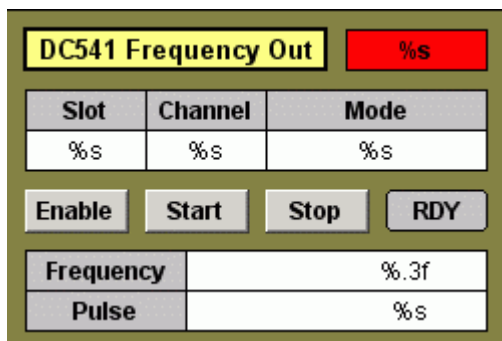 DC541 Frequency Out %s
Slot Channel Mode
%s %s %s
Enable Start Stop RDY
Frequency %.3f
Pulse %s